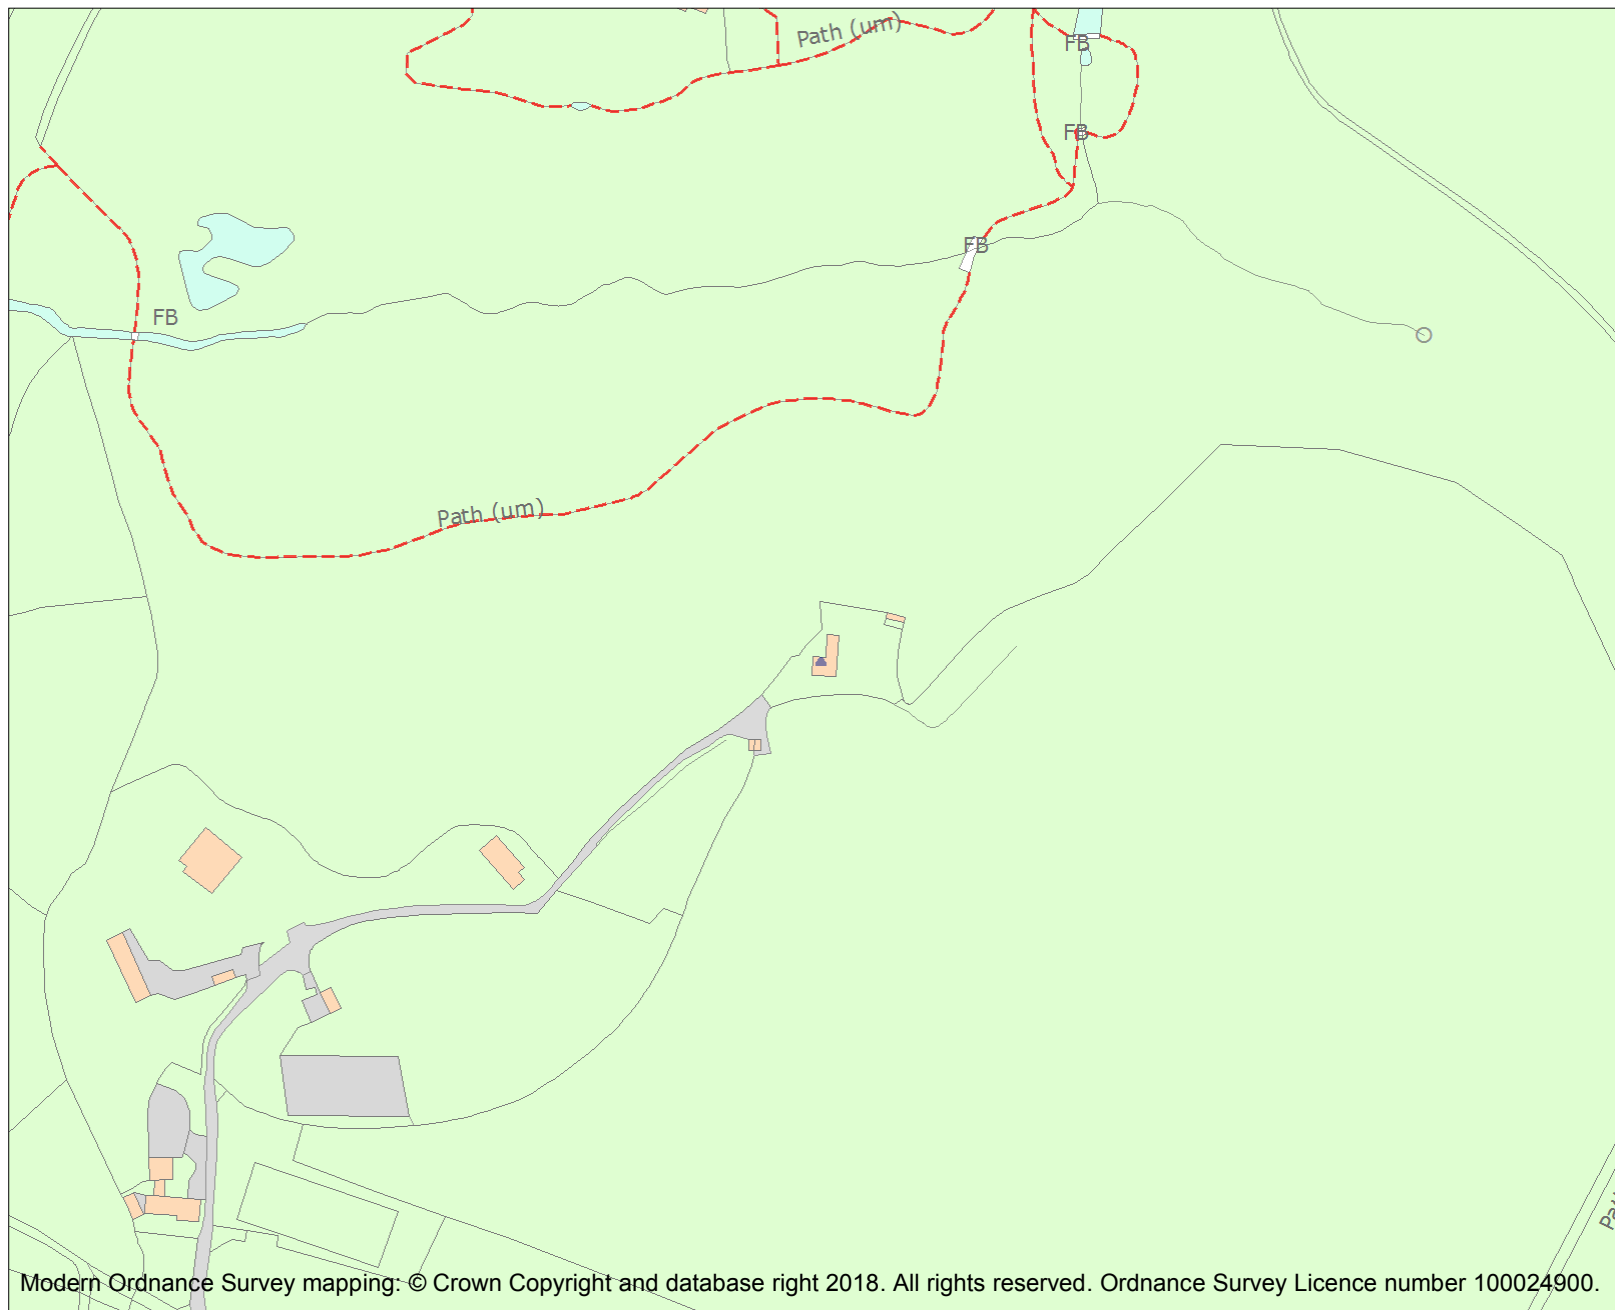 Path (um)
FB
FB
FB
FB
Path (um)
Modern Ordnance Survey mapping: © Crown Copyright and database right 2018. All rights reserved. Ordnance Survey Licence number 100024900.